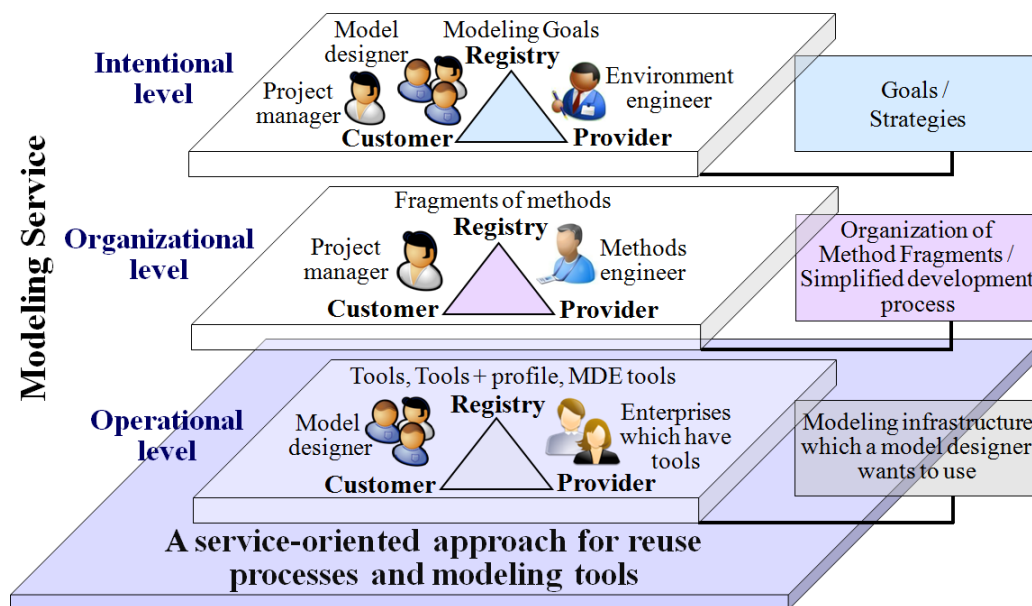 Modeling Service
Intentional
level
Model
designer
Project
manager
Modeling Goals
Registry
Environment
engineer
Customer
Provider
Goals /
Strategies
Organizational
level
Fragments of methods
Registry
Project
manager
Methods
engineer
Customer
Provider
Organization of
Method Fragments /
Simplified development
process
Operational
level
Tools, Tools + profile, MDE tools
Registry
Model
designer
Enterprises
which have
tools
Customer
Provider
Modeling infrastructure
which a model designer
wants to use
A service-oriented approach for reuse
processes and modeling tools